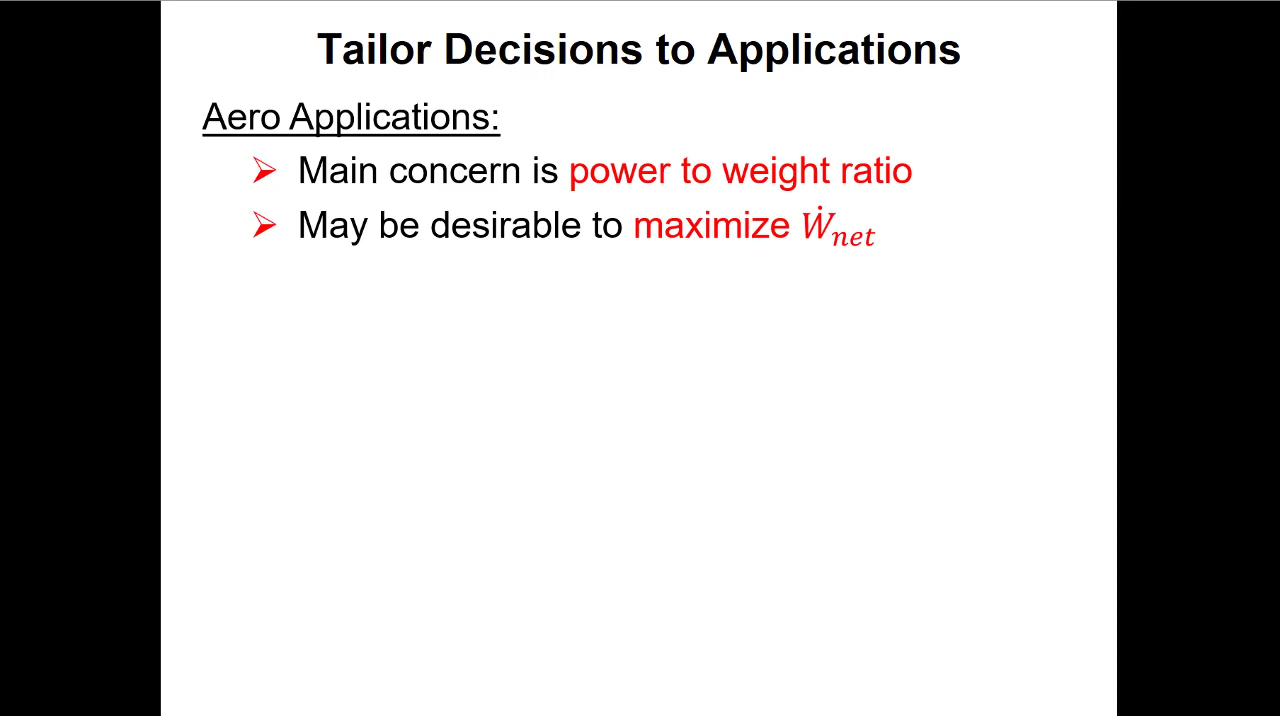 Tailor Decisions to Applications
Aero Applications:
➢ Main concern is power to weight ratio
➢ May be desirable to maximize Ẇ_net